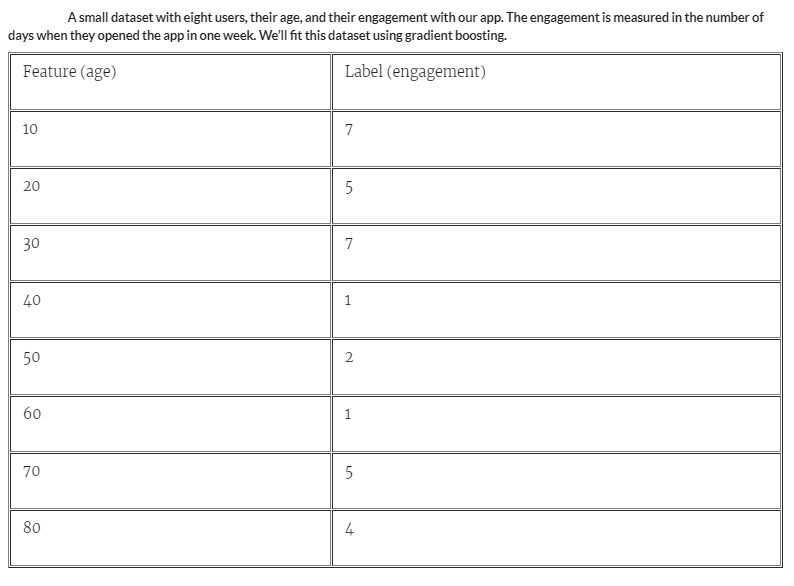 A small dataset with eight users, their age, and their engagement with our app. The engagement is measured in the number of
days when they opened the app in one week. We’ll fit this dataset using gradient boosting.
Feature (age) Label (engagement)
10 7
20 5
30 7
40 1
50 2
60 1
70 5
80 4